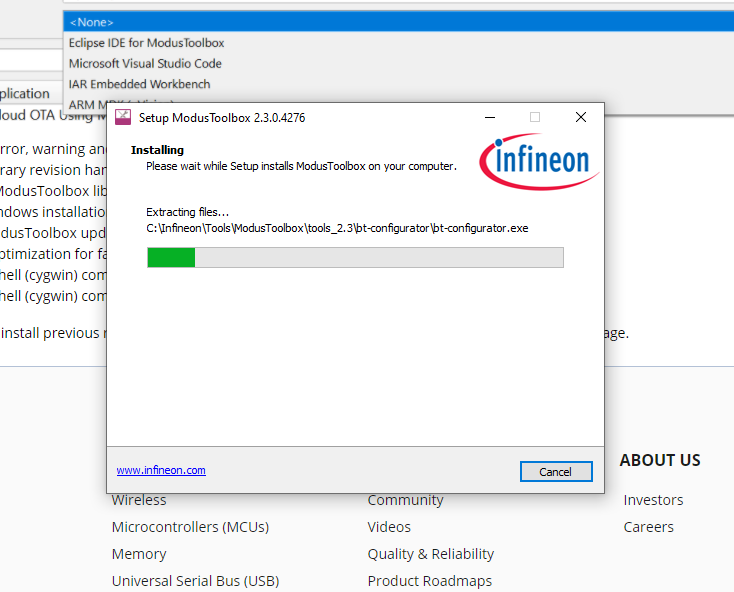 <None>
Eclipse IDE for ModusToolbox
Microsoft Visual Studio Code
IAR Embedded Workbench
plication
ARM
loud OTA Using M
Setup ModusToolbox 2.3.0.4276
Installing
Please wait while Setup installs ModusToolbox on your computer.
infineon
Extracting files...
C:\Infineon\Tools\ModusToolbox\tools_2.3\bt-configurator\bt-configurator.exe
rror, warning and
rary revision han
ModusToolbox lib
ndows installatio
dusToolbox upd
ptimization for fa
hell (cygwin) com
hell (cygwin) com
install previous
age.
www.infineon.com
Cancel
ABOUT US
Wireless
Community
Investors
Microcontrollers (MCUs)
Videos
Careers
Memory
Quality & Reliability
Universal Serial Bus (USB)
Product Roadmaps